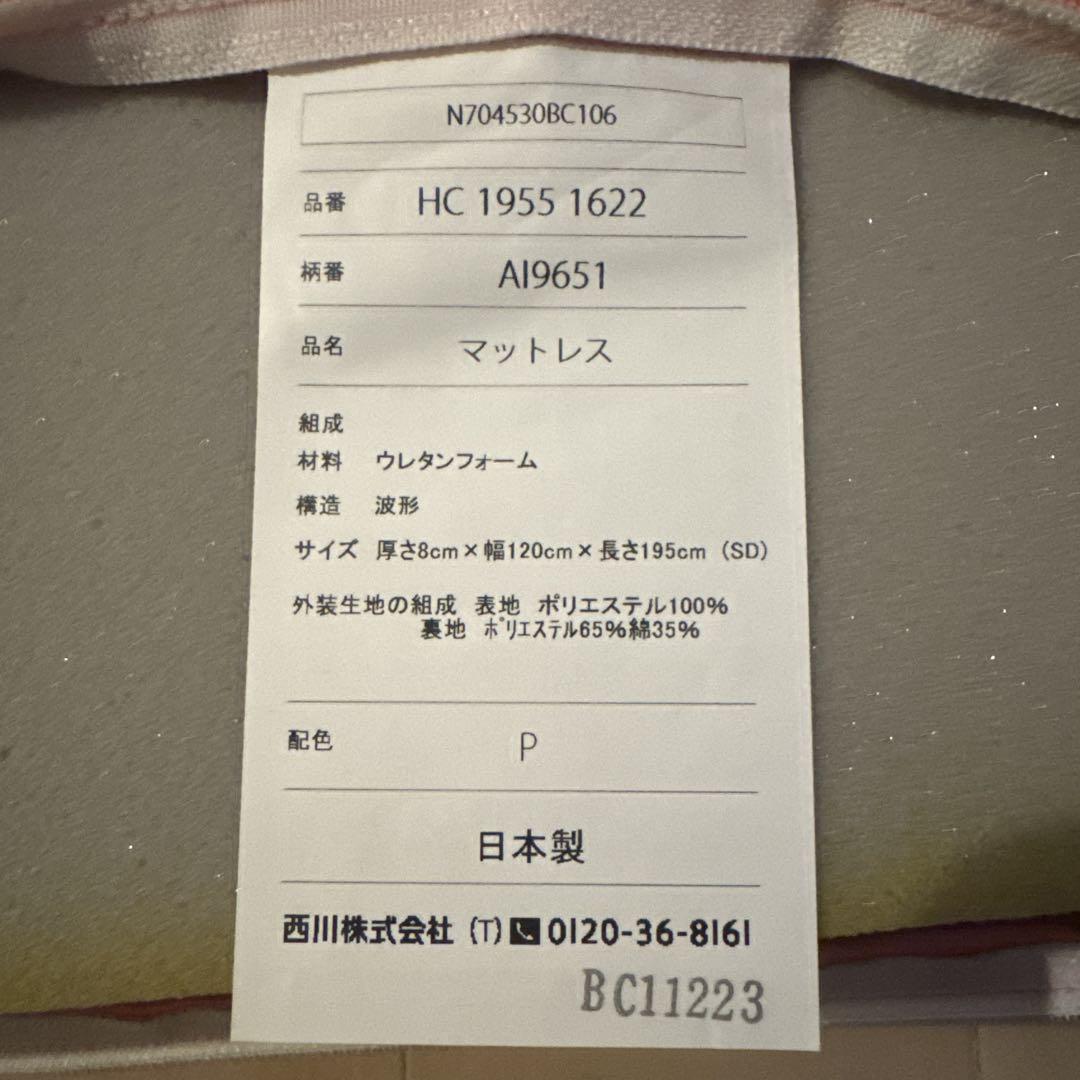 N704530BC106
品番 HC 1955 1622
柄番 AI9651
品名 マットレス
組成
材料 ウレタンフォーム
構造 波形
サイズ 厚さ8cm×幅120cm×長さ195cm (SD)
外装生地の組成 表地 ポリエステル100%
裏地 ﾎﾟﾘｴｽﾃﾙ65%綿35%
配色 P
日本製
西川株式会社 (T) 0120-36-8161
BC11223